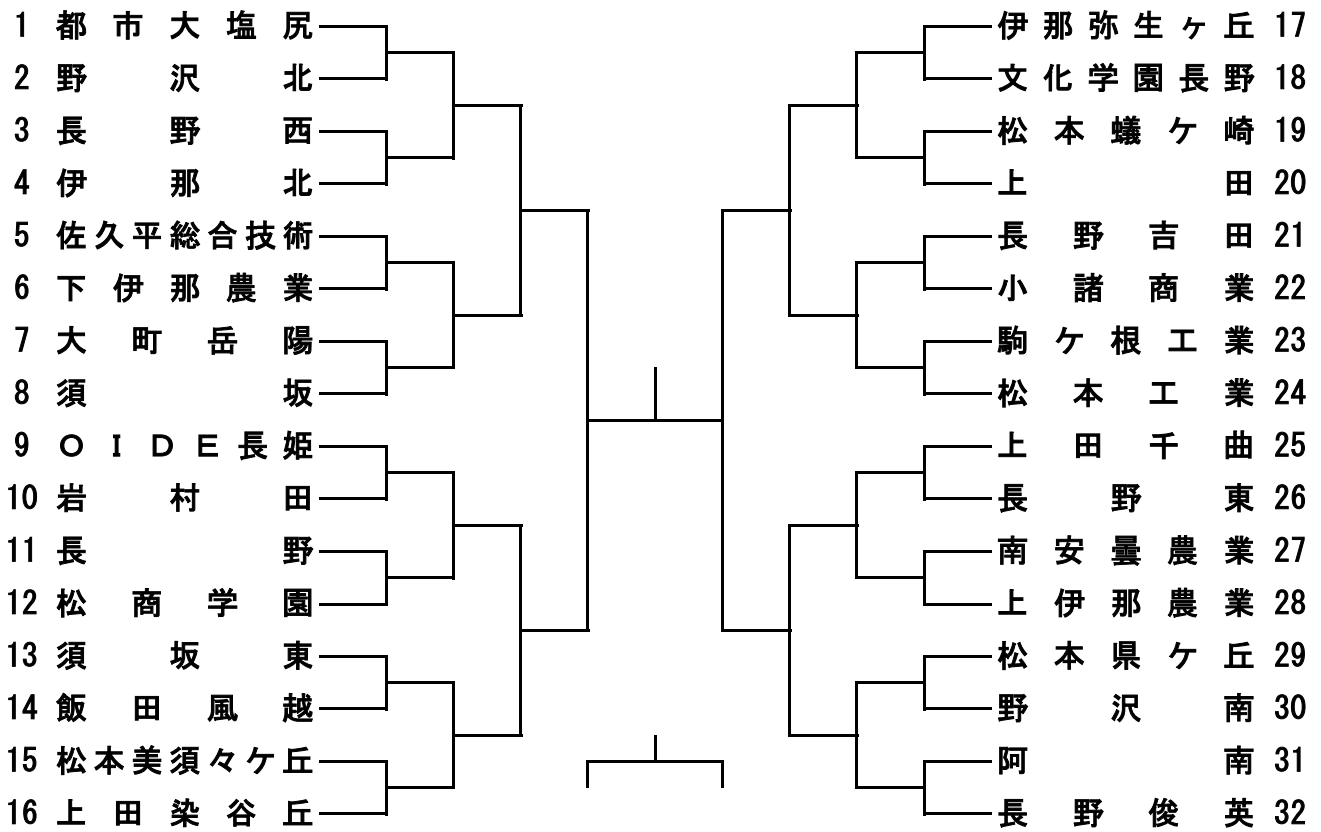 1 都市大塩尻
2 野沢北
3 長野西
4 伊那北
5 佐久平総合技術
6 下伊那農業
7 大町岳陽
8 須坂
9 ＯＩＤＥ長姫
10 岩村田
11 長野
12 松商学園
13 須坂東
14 飯田風越
15 松本美須々ケ丘
16 上田染谷丘
伊那弥生ヶ丘 17
文化学園長野 18
松本蟻ケ崎 19
上田 20
長野吉田 21
小諸商業 22
駒ケ根工業 23
松本工業 24
上田千曲 25
長野東 26
南安曇農業 27
上伊那農業 28
松本県ケ丘 29
野沢南 30
阿南 31
長野俊英 32